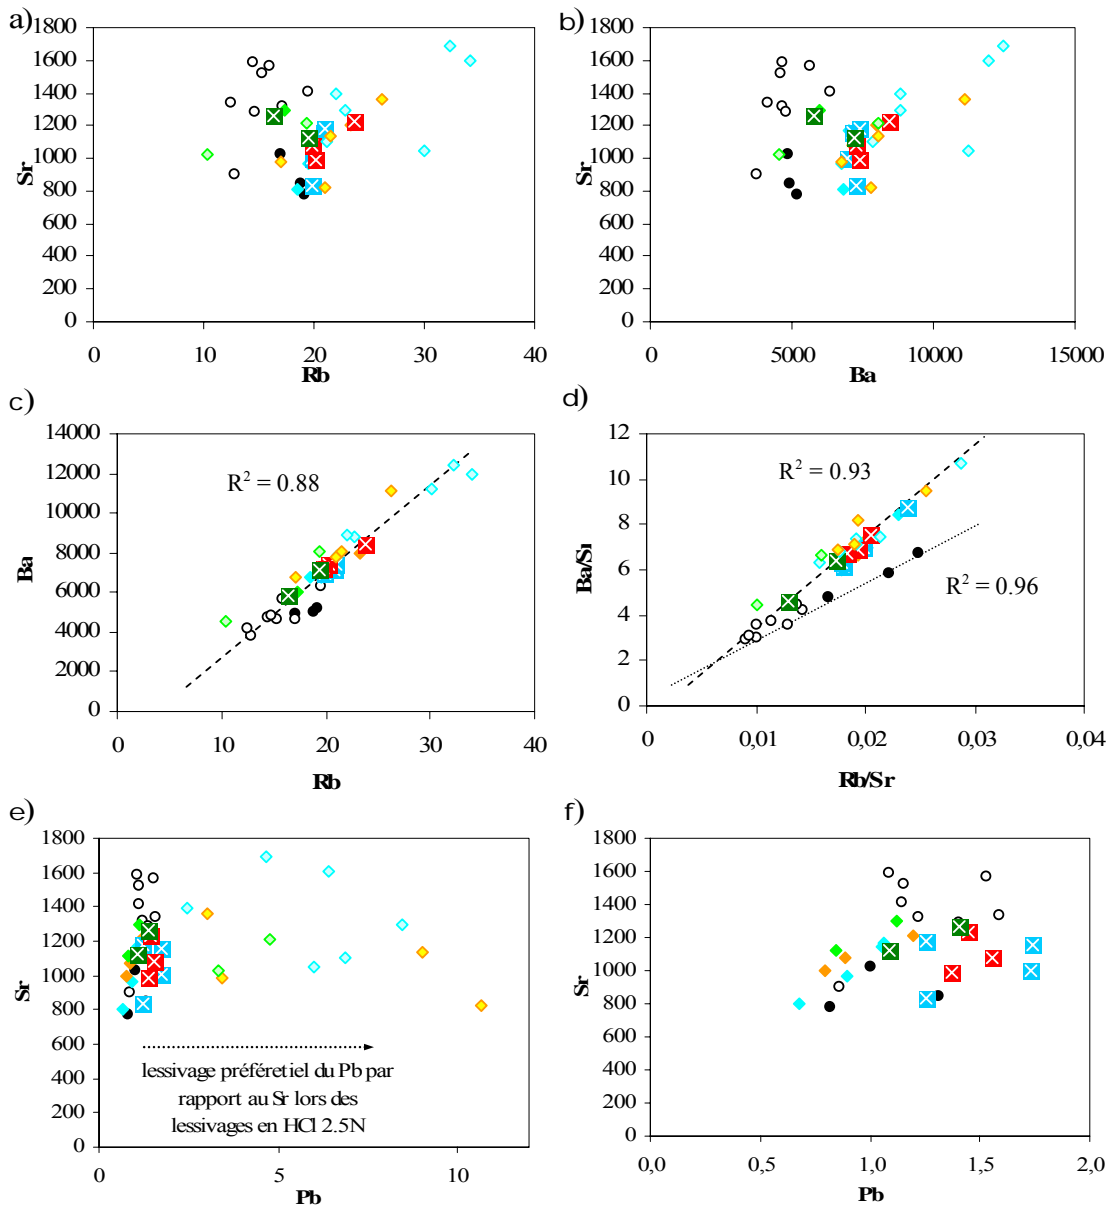 a)
1800
1600
1400
1200
1000
800
600
400
200
0
Sr
0 10 20 30 40
Rb
b)
1800
1600
1400
1200
1000
800
600
400
200
0
Sr
0 5000 10000 15000
Ba
c)
14000
12000
10000
8000
6000
4000
2000
0
Ba
R² = 0.88
0 10 20 30 40
Rb
d)
12
10
8
6
4
2
0
Ba/Sr
R² = 0.93
R² = 0.96
0 0,01 0,02 0,03 0,04
Rb/Sr
e)
1800
1600
1400
1200
1000
800
600
400
200
0
Sr
lessivage préféretiel du Pb par
rapport au Sr lors des
lessivages en HCl 2.5N
0 5 10
Pb
f)
1800
1600
1400
1200
1000
800
600
400
200
0
Sr
0,0 0,5 1,0 1,5 2,0
Pb